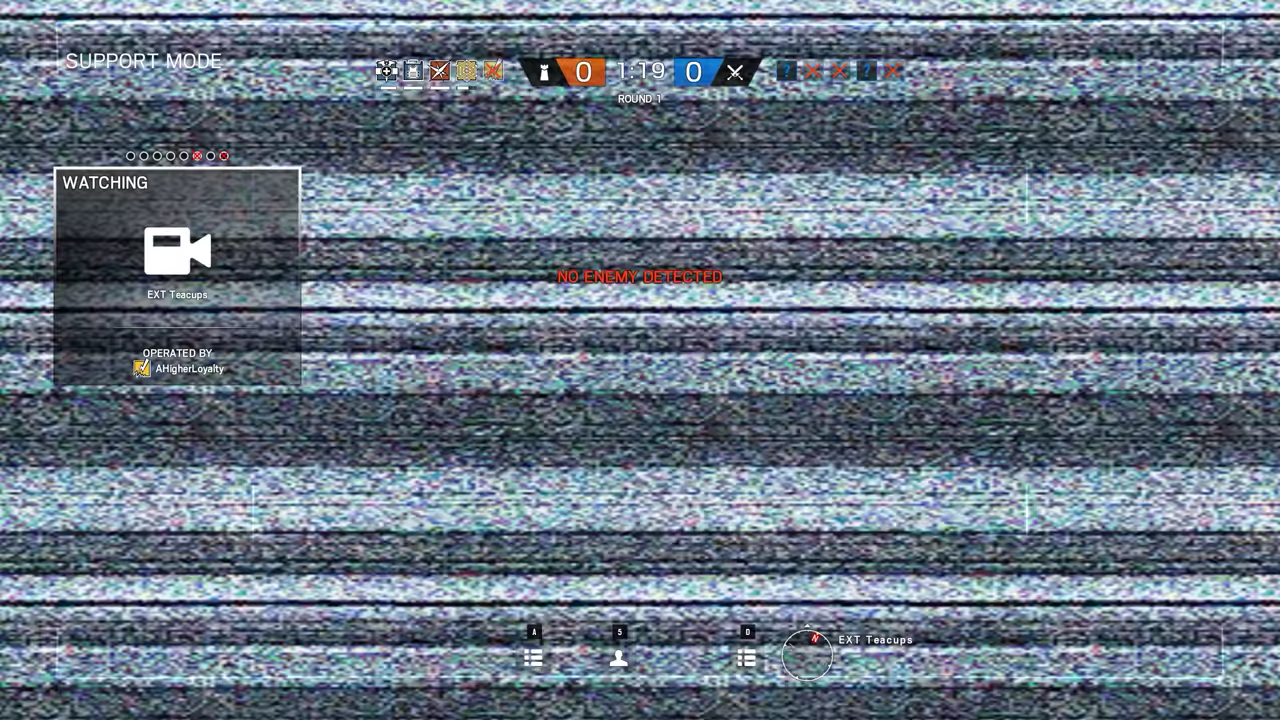 SUPPORT MODE
0 1:19 0
ROUND 1
WATCHING
EXT Teacups
OPERATED BY
AHigherLoyalty
NO ENEMY DETECTED
A
5
D
N
EXT Teacups